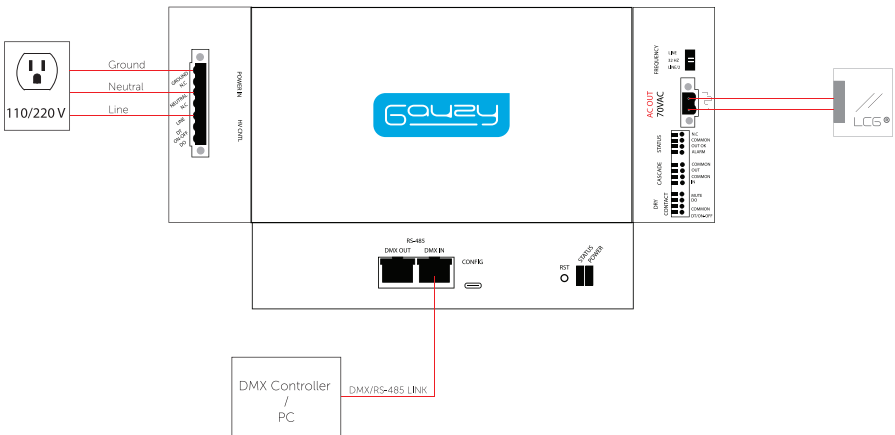 110/220 V
Ground
Neutral
Line
GROUND
N.C
NEUTRAL
N.C
LINE
DT
ON-OFF
DO
POWER IN
HV CNTL
Gauzy
FREQUENCY
LINE
32 HZ
LINE/2
AC OUT
70VAC
LCG®
STATUS
N.C
COMMON
OUT OK
ALARM
CASCADE
COMMON
OUT
COMMON
IN
DRY
CONTACT
MUTE
DO
COMMON
DT/ON-OFF
RS-485
DMX OUT
DMX IN
CONFIG
RST
STATUS
POWER
DMX/RS-485 LINK
DMX Controller
/
PC